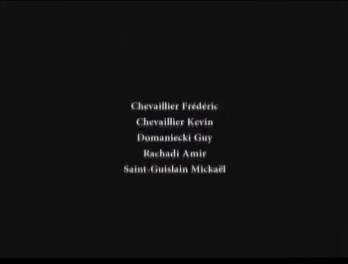 Chevaillier Frédéric
Chevaillier Kevin
Domaniecki Guy
Rachadi Amir
Saint-Guislain Mickaël